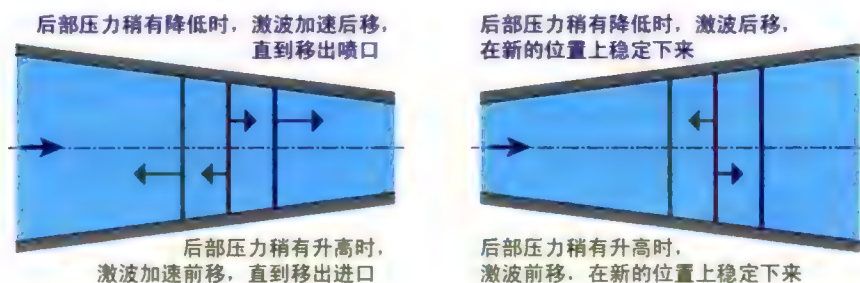 后部压力稍有降低时，激波加速后移，
直到移出喷口
后部压力稍有升高时，
激波加速前移，直到移出进口
后部压力稍有降低时，激波后移，
在新的位置上稳定下来
后部压力稍有升高时，
激波前移．在新的位置上稳定下来